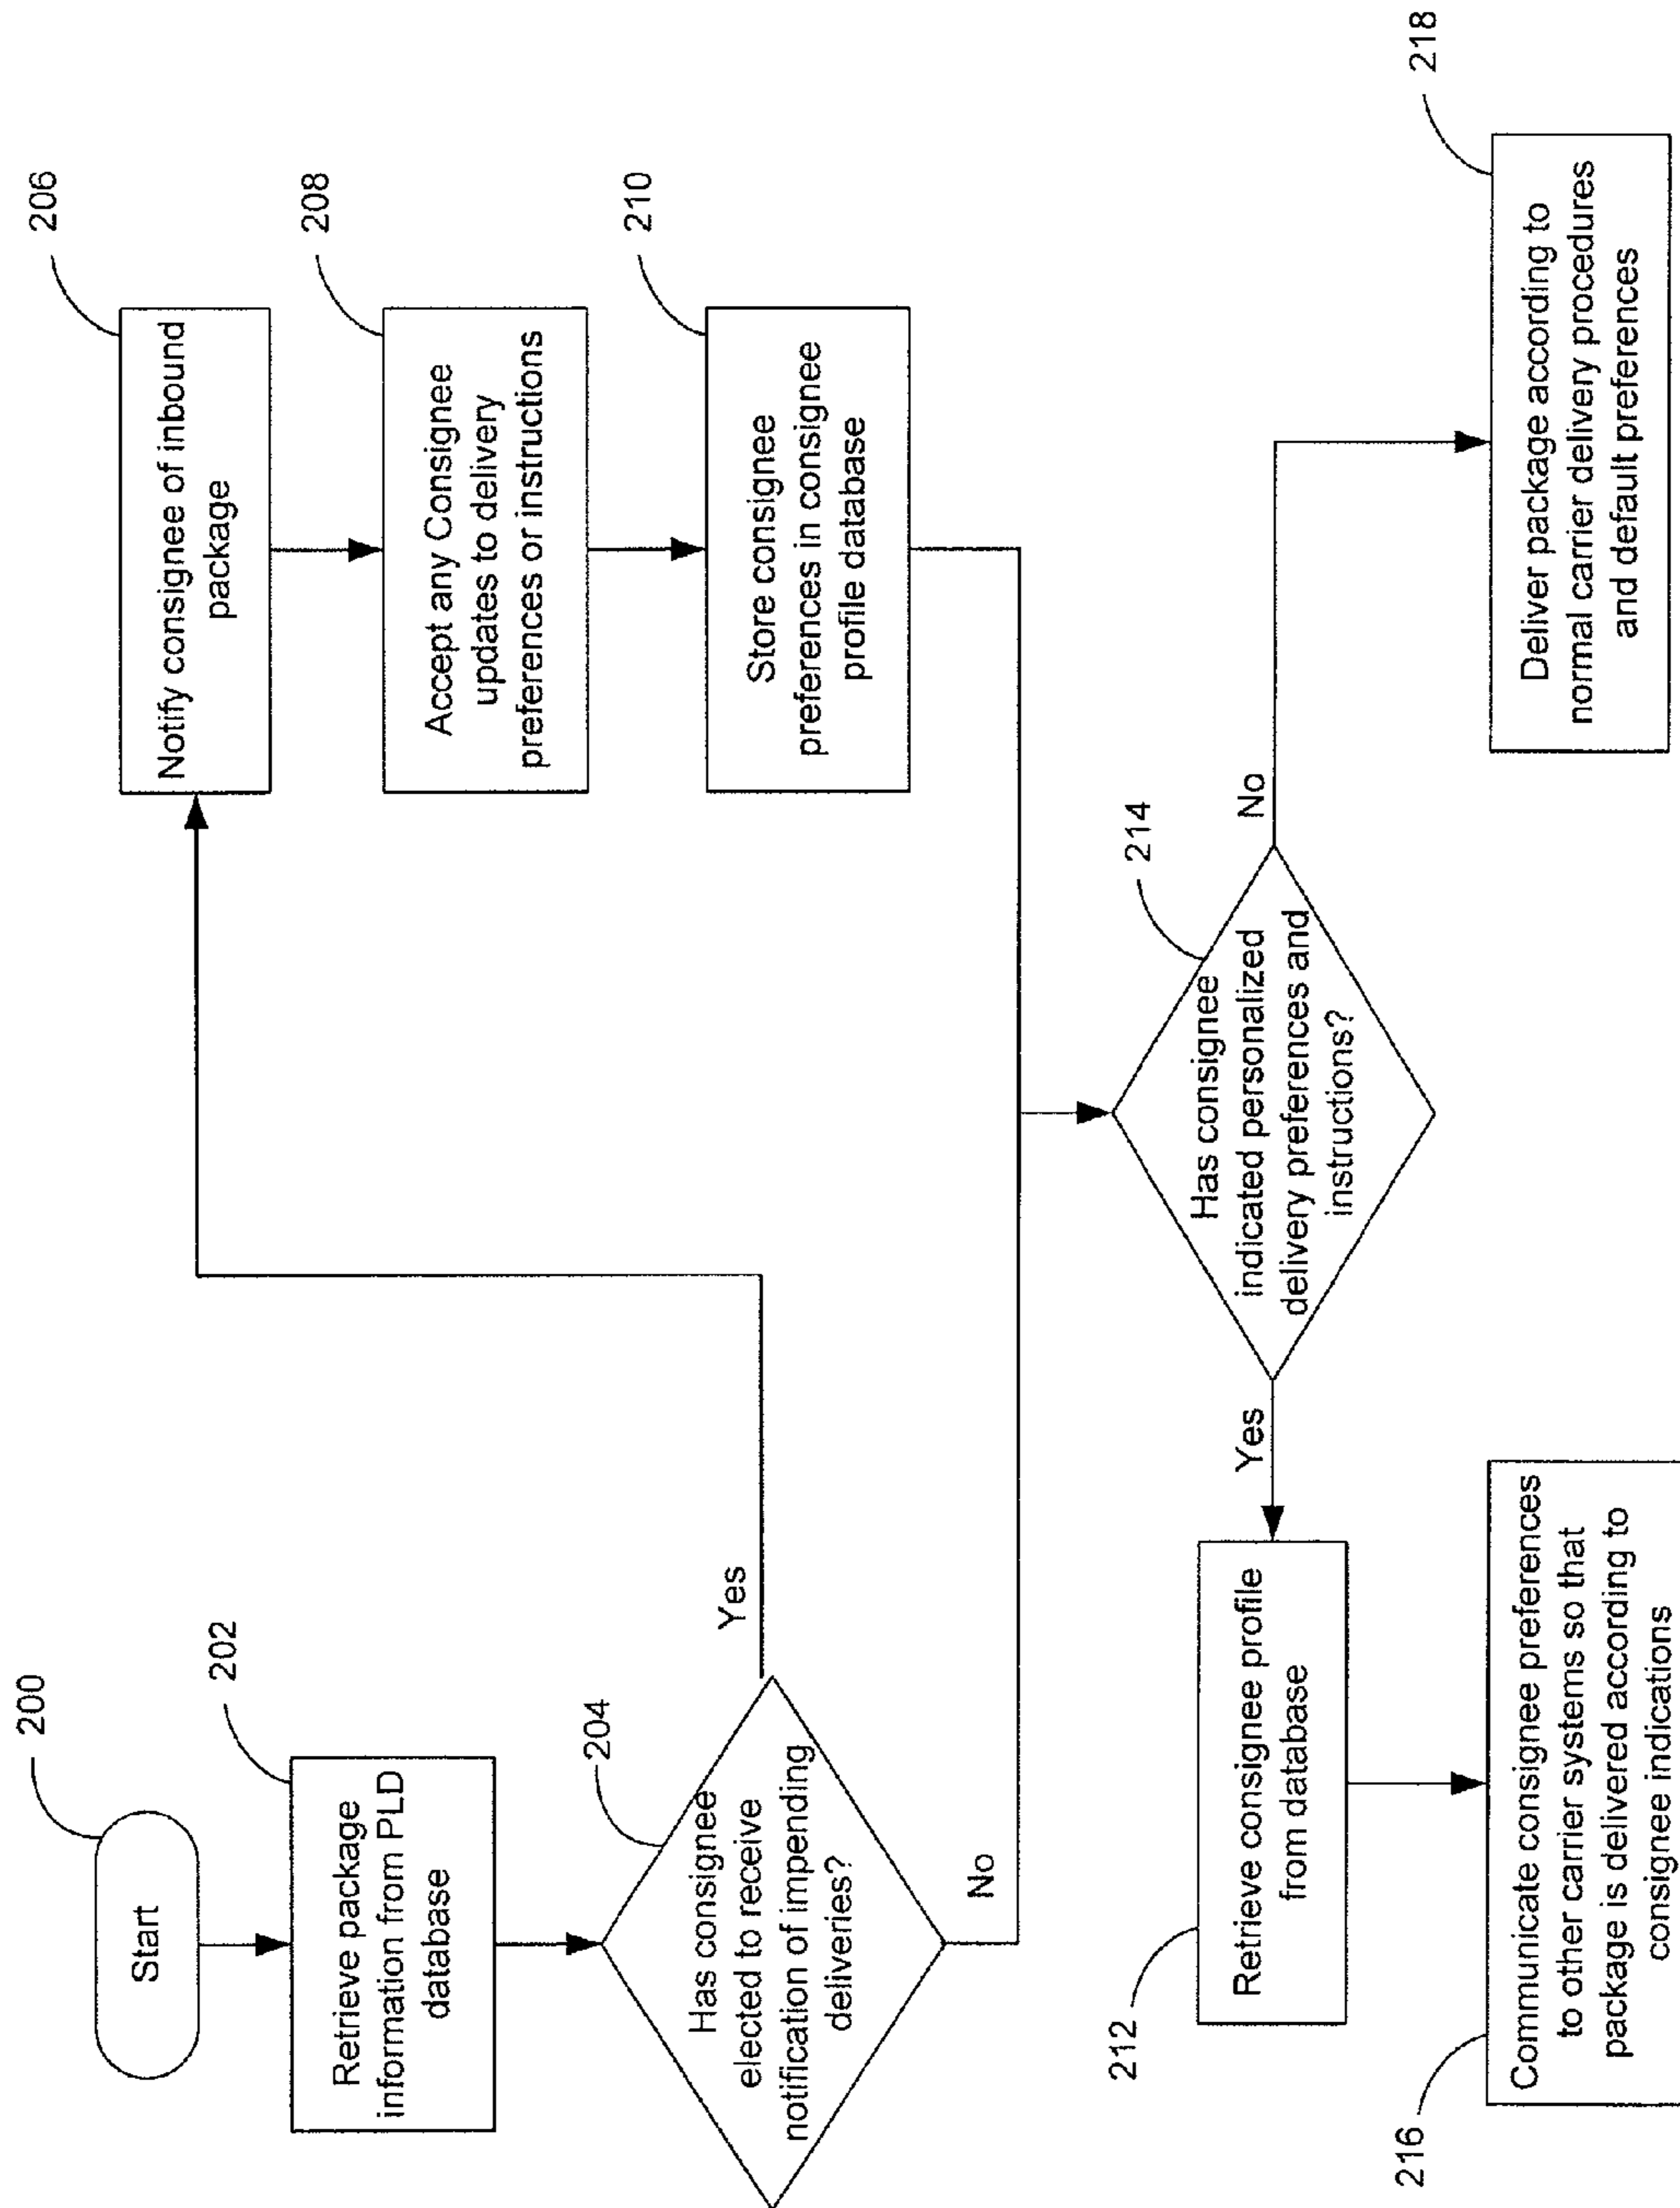 200
Start
202
Retrieve package
information from PLD
database
204
Has consignee
elected to receive
notification of impending
deliveries?
Yes
No
206
Notify consignee of inbound
package
208
Accept any Consignee
updates to delivery
preferences or instructions
210
Store consignee
preferences in consignee
profile database
214
Has consignee
indicated personalized
delivery preferences and
instructions?
Yes
No
212
Retrieve consignee profile
from database
216
Communicate consignee preferences
to other carrier systems so that
package is delivered according to
consignee indications
218
Deliver package according to
normal carrier delivery procedures
and default preferences